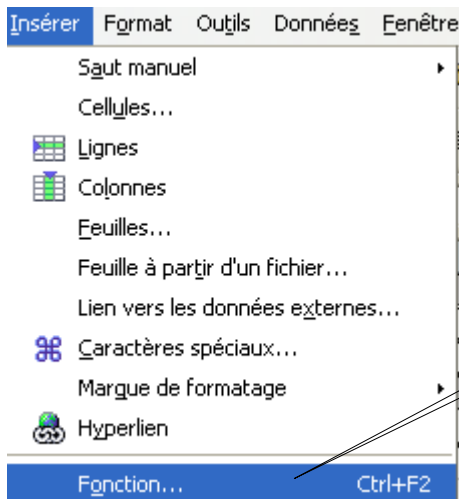 Insérer Format Outils Données Fenêtre
Saut manuel
Cellules...
Lignes
Colonnes
Feuilles...
Feuille à partir d'un fichier...
Lien vers les données externes...
Caractères spéciaux...
Marque de formatage
Hyperlien
Fonction... Ctrl+F2